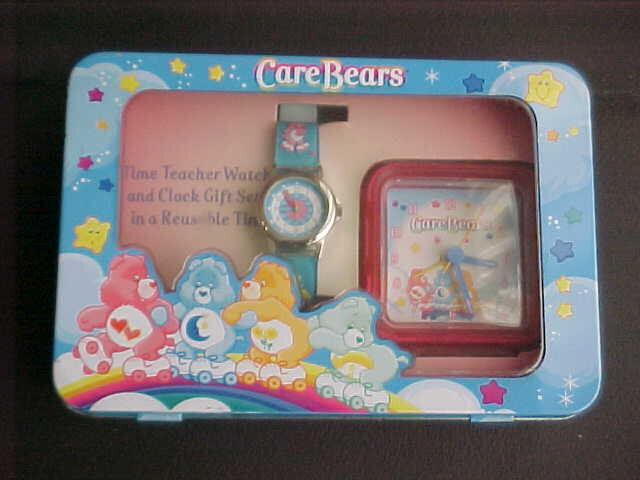 Care Bears
Time Teacher Watch
and Clock Gift Set
in a Reusable Tin
Care Bears